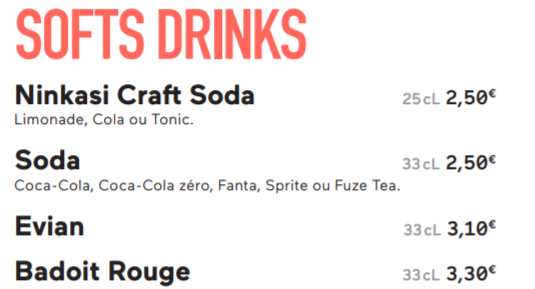 SOFTS DRINKS
Ninkasi Craft Soda 25cL 2,50€
Limonade, Cola ou Tonic.
Soda 33cL 2,50€
Coca-Cola, Coca-Cola zéro, Fanta, Sprite ou Fuze Tea.
Evian 33cL 3,10€
Badoit Rouge 33cL 3,30€